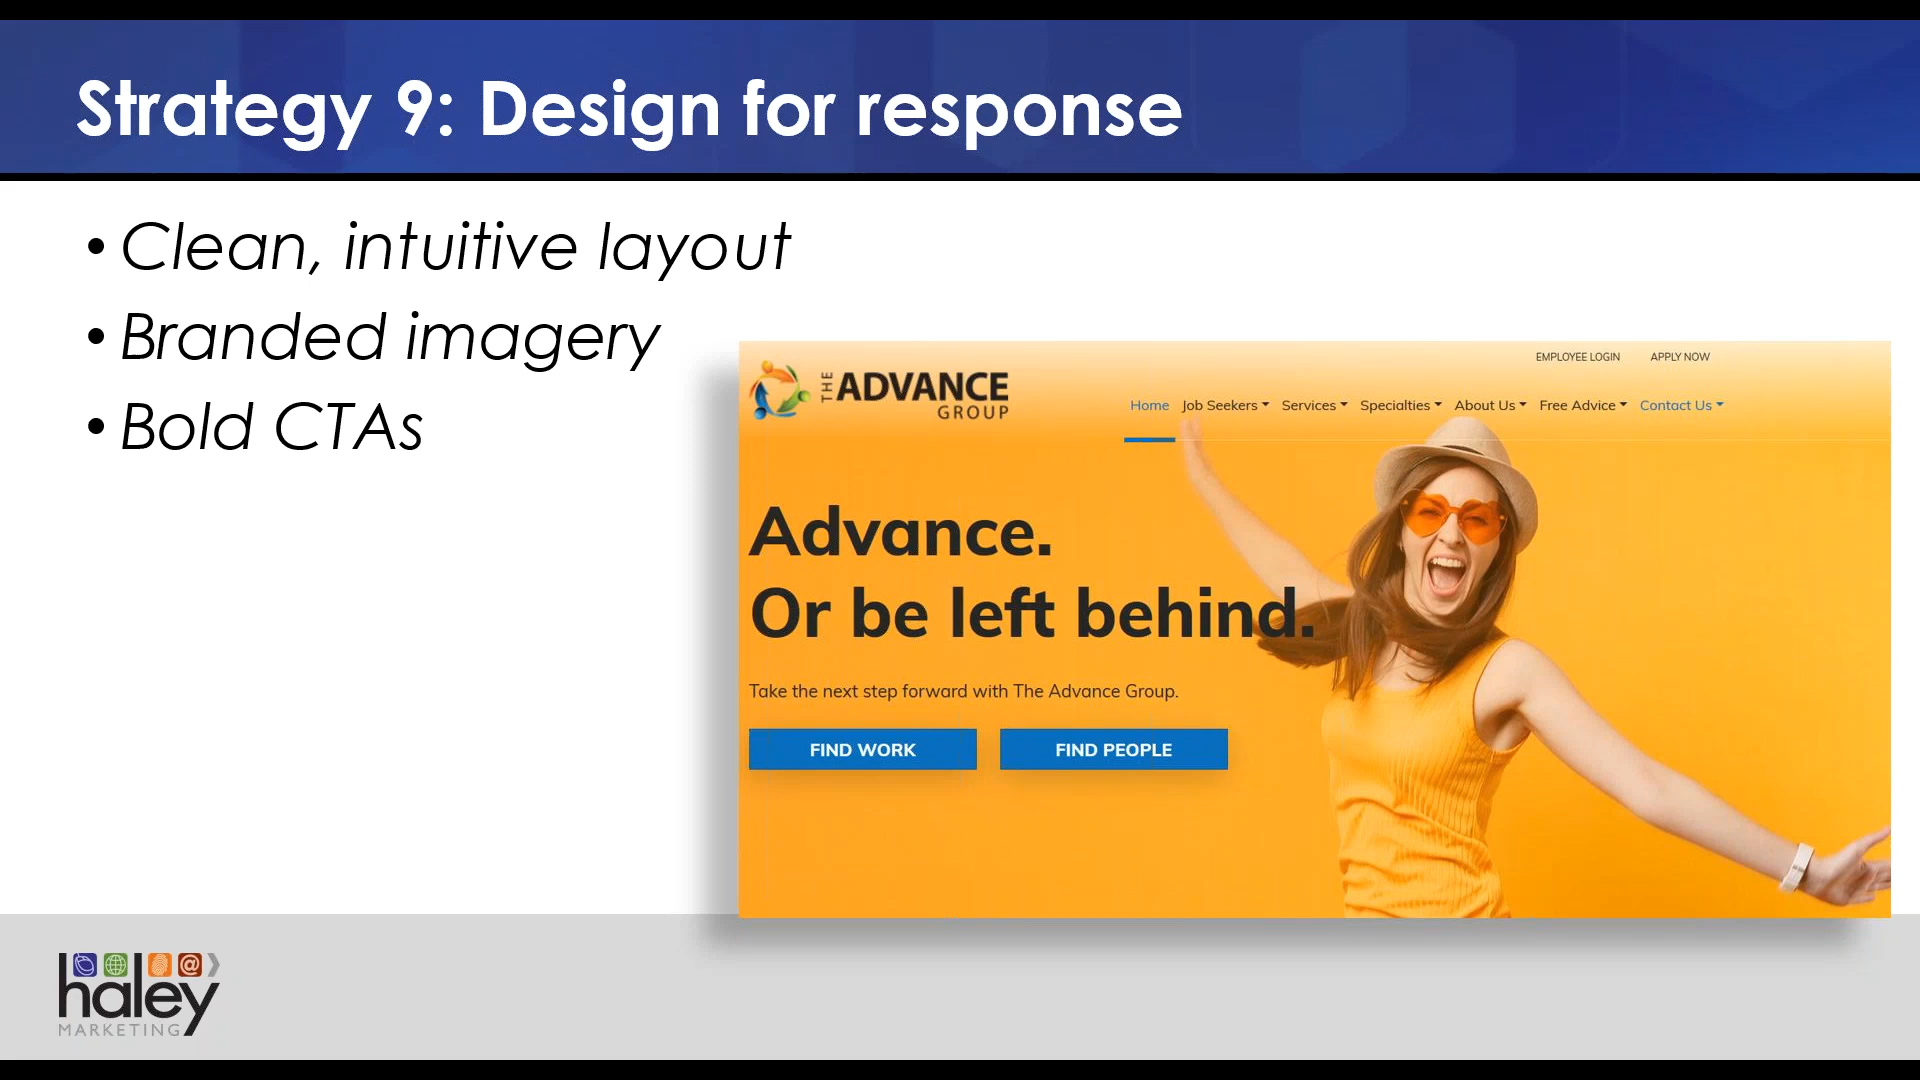 Strategy 9: Design for response
• Clean, intuitive layout
• Branded imagery
• Bold CTAs
EMPLOYEE LOGIN APPLY NOW
THE ADVANCE GROUP
Home Job Seekers Services Specialties About Us Free Advice Contact Us
Advance.
Or be left behind.
Take the next step forward with The Advance Group.
FIND WORK FIND PEOPLE
haley
MARKETING